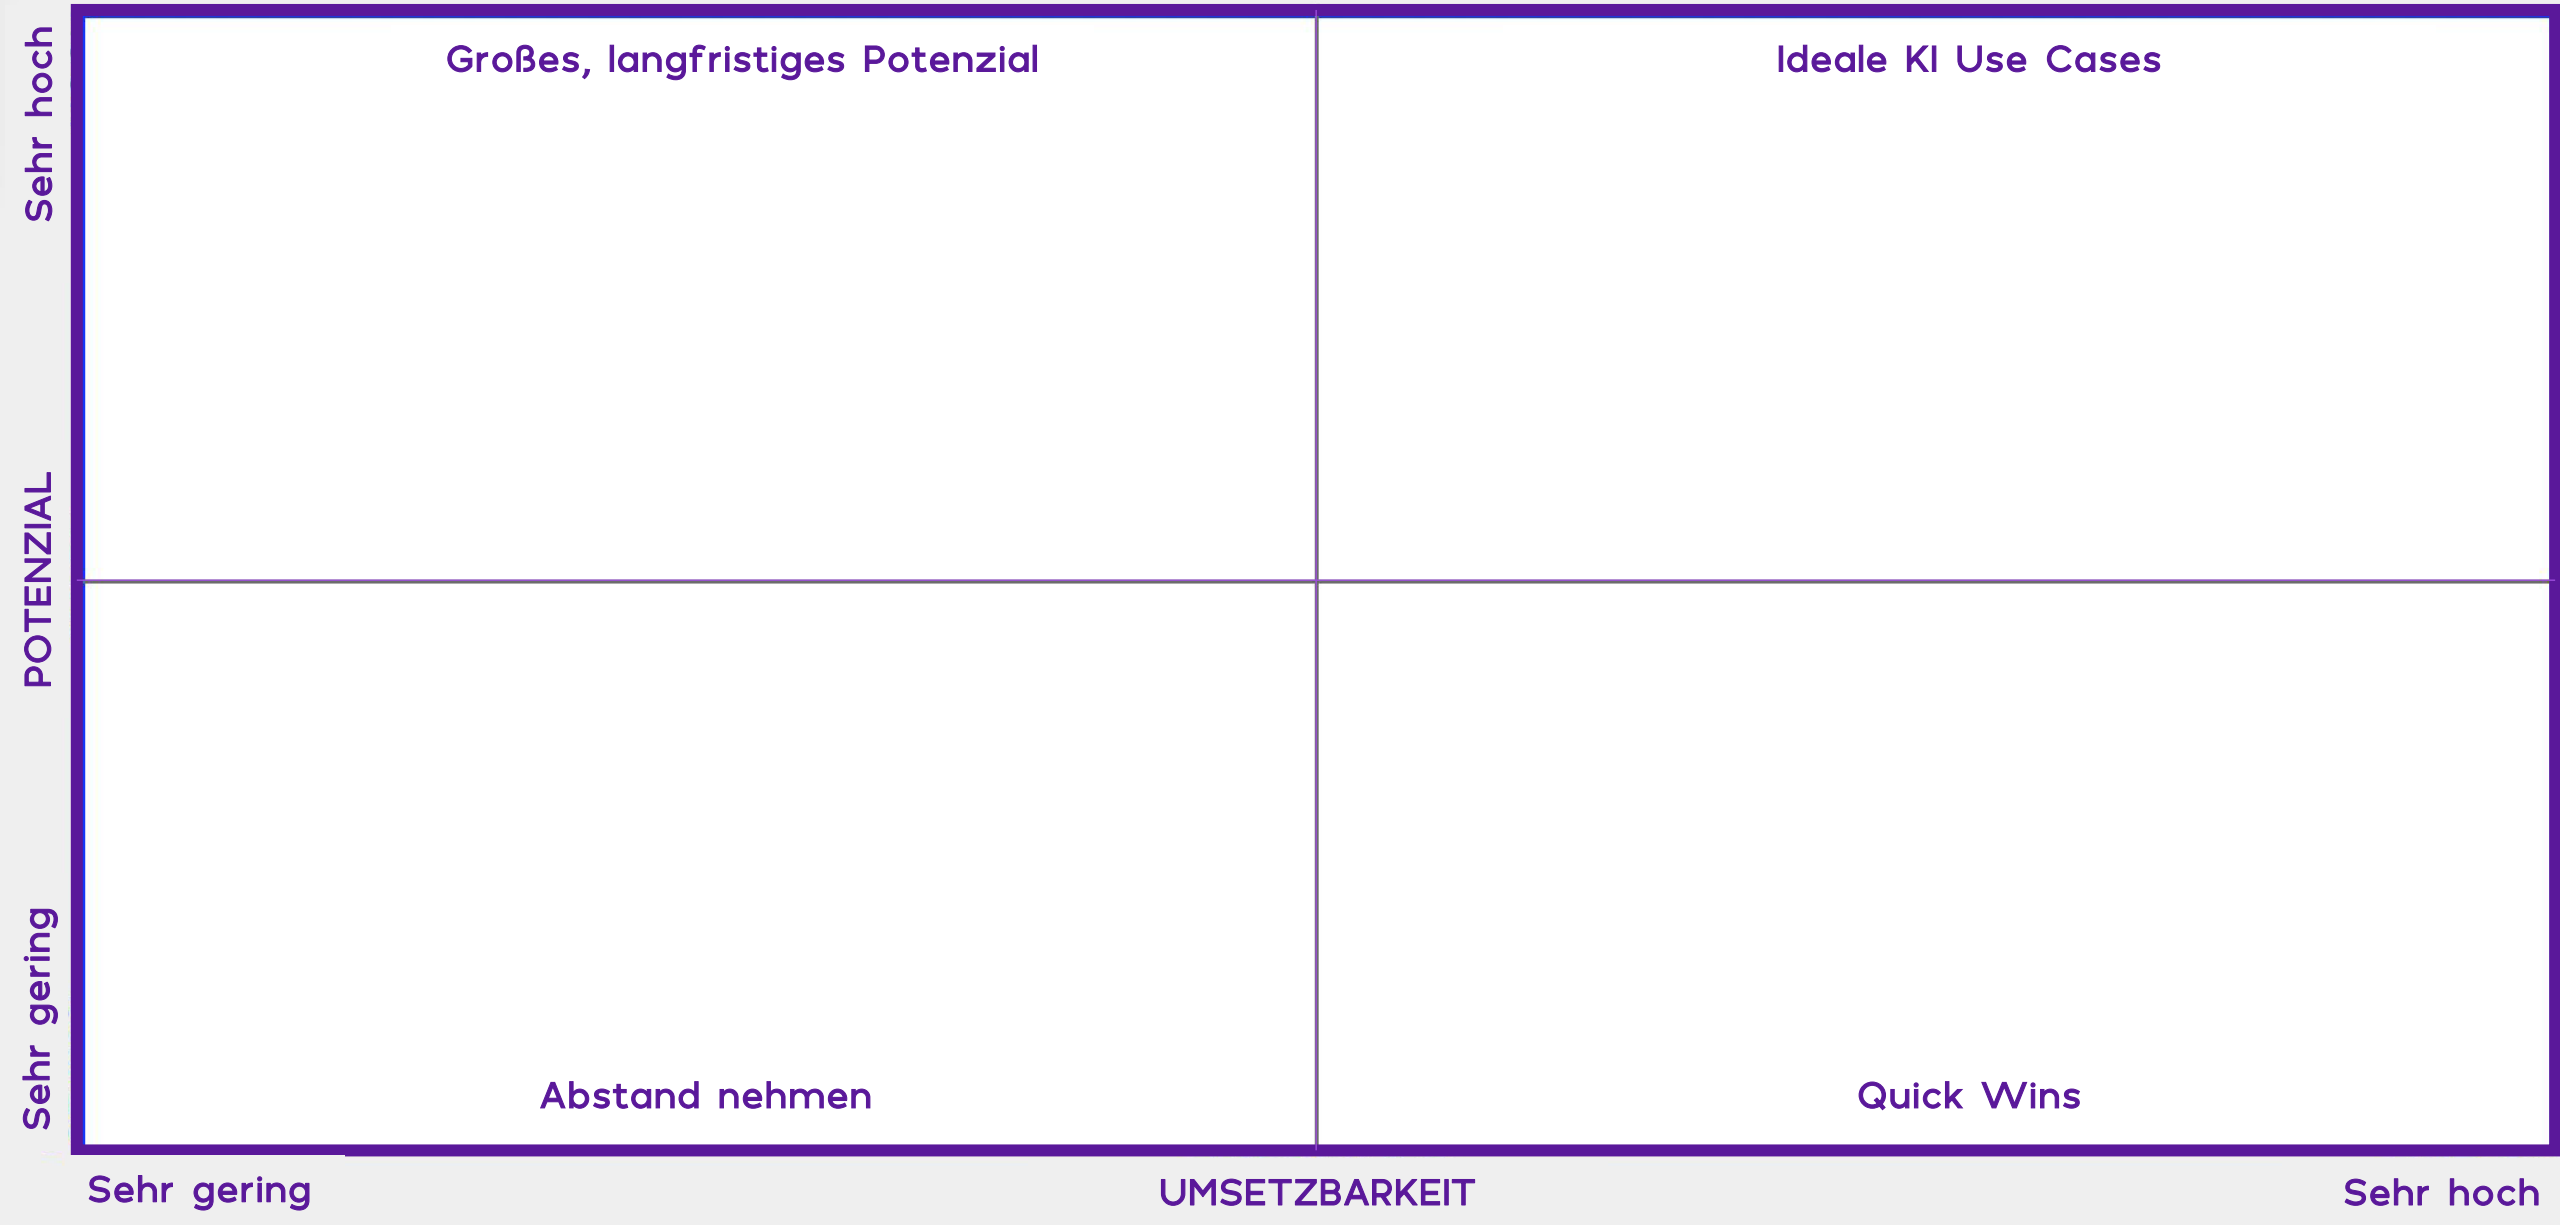 Sehr hoch
Großes, langfristiges Potenzial
Ideale KI Use Cases
POTENZIAL
Sehr gering
Abstand nehmen
Quick Wins
Sehr gering
UMSETZBARKEIT
Sehr hoch